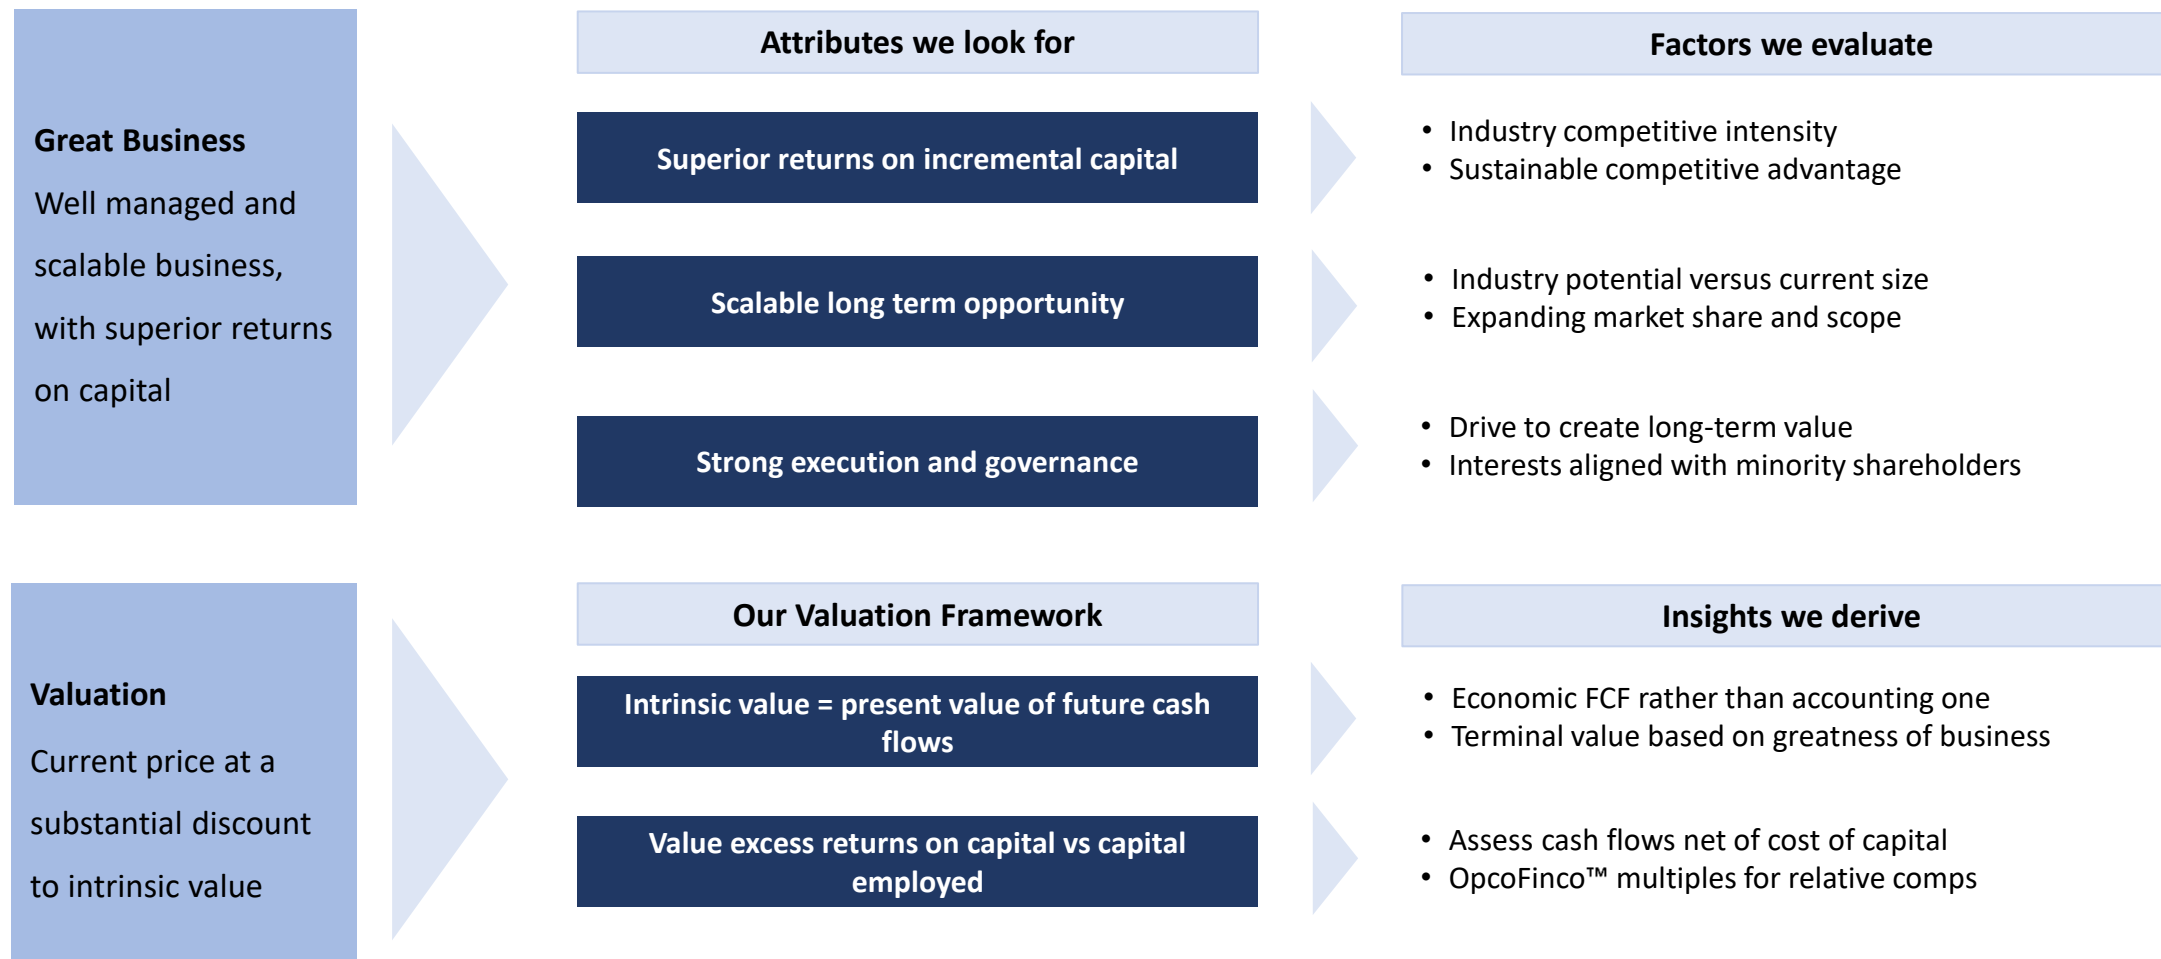 Great Business
Well managed and
scalable business,
with superior returns
on capital
Attributes we look for
Superior returns on incremental capital
Scalable long term opportunity
Strong execution and governance
Factors we evaluate
• Industry competitive intensity
• Sustainable competitive advantage
• Industry potential versus current size
• Expanding market share and scope
• Drive to create long-term value
• Interests aligned with minority shareholders
Valuation
Current price at a
substantial discount
to intrinsic value
Our Valuation Framework
Intrinsic value = present value of future cash
flows
Value excess returns on capital vs capital
employed
Insights we derive
• Economic FCF rather than accounting one
• Terminal value based on greatness of business
• Assess cash flows net of cost of capital
• OpcoFinco™ multiples for relative comps